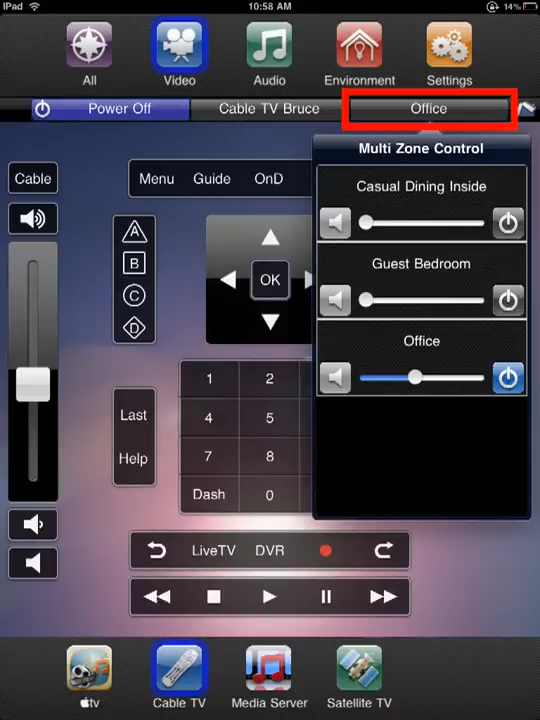 iPad 10:58 AM 14%
All Video Audio Environment Settings
Power Off Cable TV Bruce Office
Multi Zone Control
Cable Menu Guide OnD
Casual Dining Inside
A
B
C
D
OK
Guest Bedroom
Office
1 2
4 5
7 8
Dash 0
Last
Help
LiveTV DVR
tv Cable TV Media Server Satellite TV